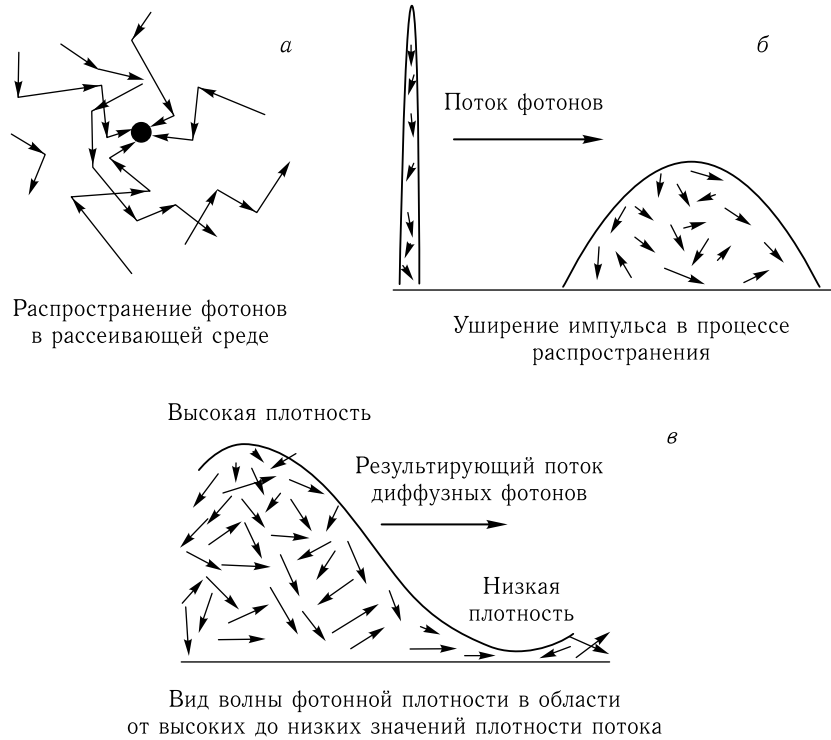 а
Распространение фотонов
в рассеивающей среде
б
Поток фотонов
Уширение импульса в процессе
распространения
в
Высокая плотность
Результирующий поток
диффузных фотонов
Низкая
плотность
Вид волны фотонной плотности в области
от высоких до низких значений плотности потока